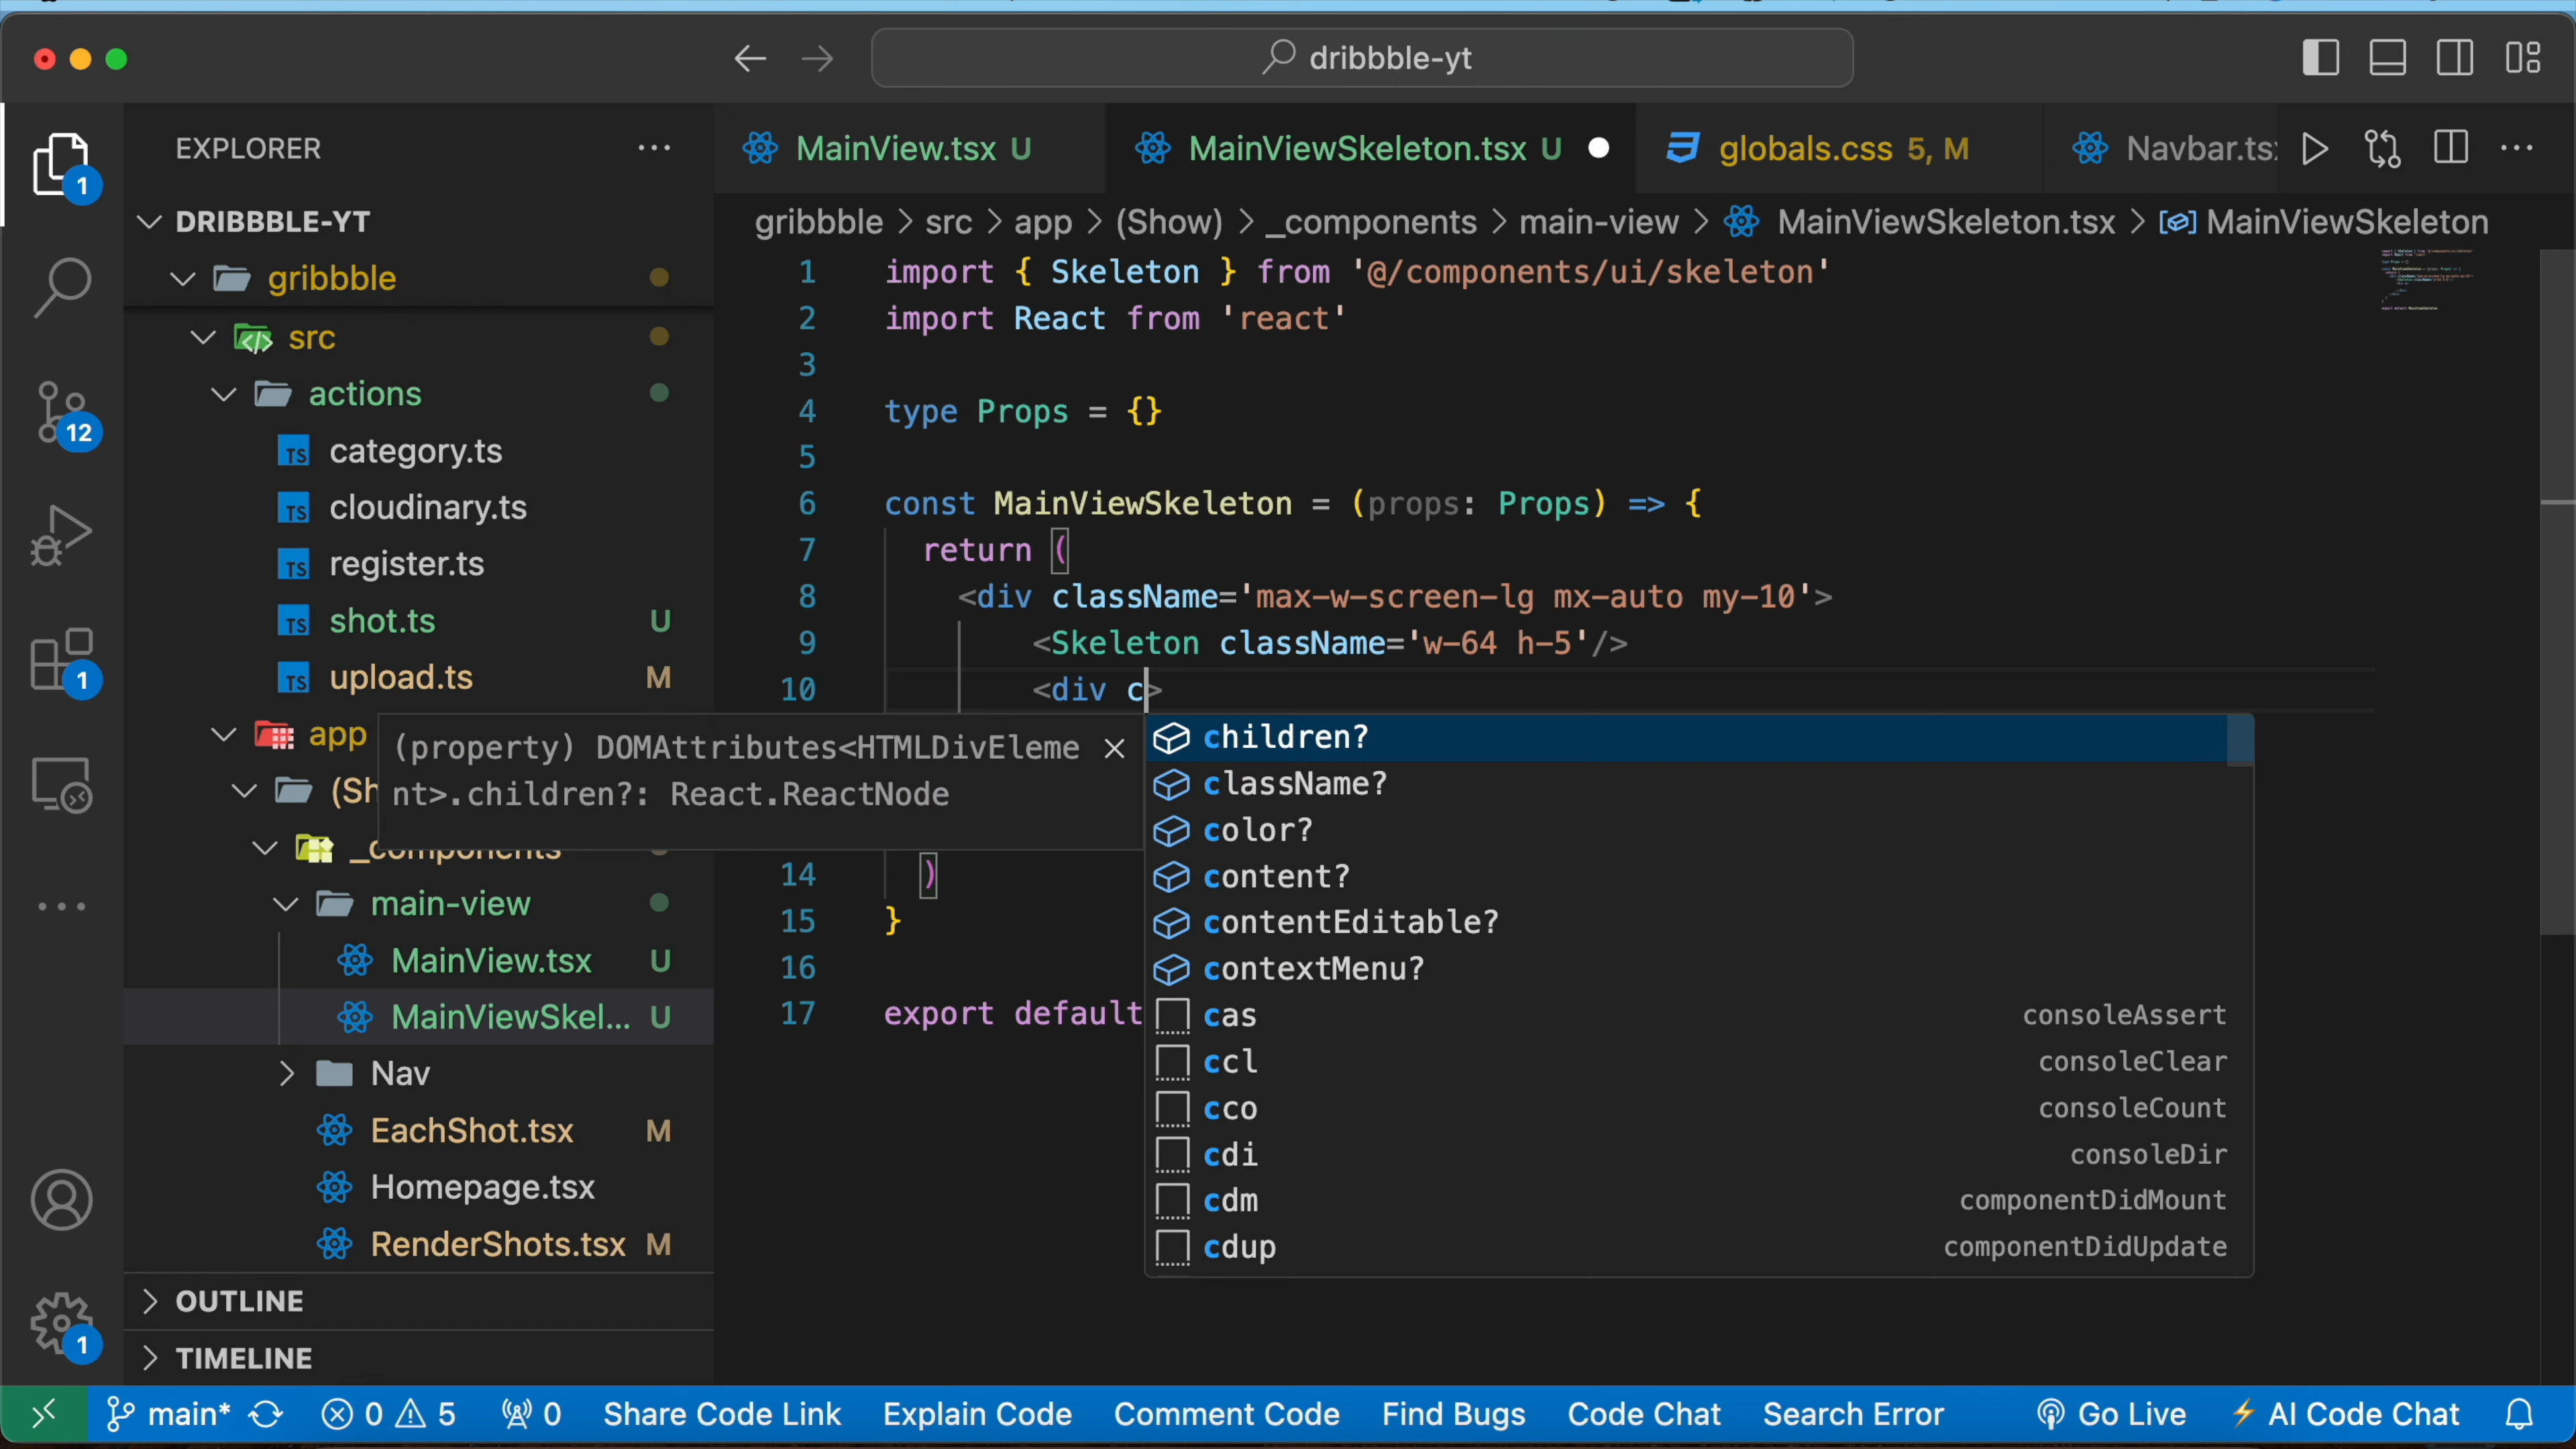 dribbble-yt
EXPLORER
MainView.tsx U
MainViewSkeleton.tsx U
globals.css 5, M
Navbar.ts
1
DRIBBBLE-YT
gribbble > src > app > (Show) > _components > main-view > MainViewSkeleton.tsx > MainViewSkeleton
gribbble
src
actions
category.ts
cloudinary.ts
register.ts
shot.ts U
upload.ts M
app
(Sh
_components
main-view
MainView.tsx U
MainViewSkel... U
Nav
EachShot.tsx M
Homepage.tsx
RenderShots.tsx M
OUTLINE
TIMELINE
12
1
1
1 import { Skeleton } from '@/components/ui/skeleton'
2 import React from 'react'
3
4 type Props = {}
5
6 const MainViewSkeleton = (props: Props) => {
7 return (
8 <div className='max-w-screen-lg mx-auto my-10'>
9 <Skeleton className='w-64 h-5'/>
10 <div c>
(property) DOMAttributes<HTMLDivEleme
nt>.children?: React.ReactNode
children?
className?
color?
content?
contentEditable?
contextMenu?
cas consoleAssert
ccl consoleClear
cco consoleCount
cdi consoleDir
cdm componentDidMount
cdup componentDidUpdate
14 )
15 }
16
17 export default
main* 0 5 0 Share Code Link Explain Code Comment Code Find Bugs Code Chat Search Error Go Live AI Code Chat